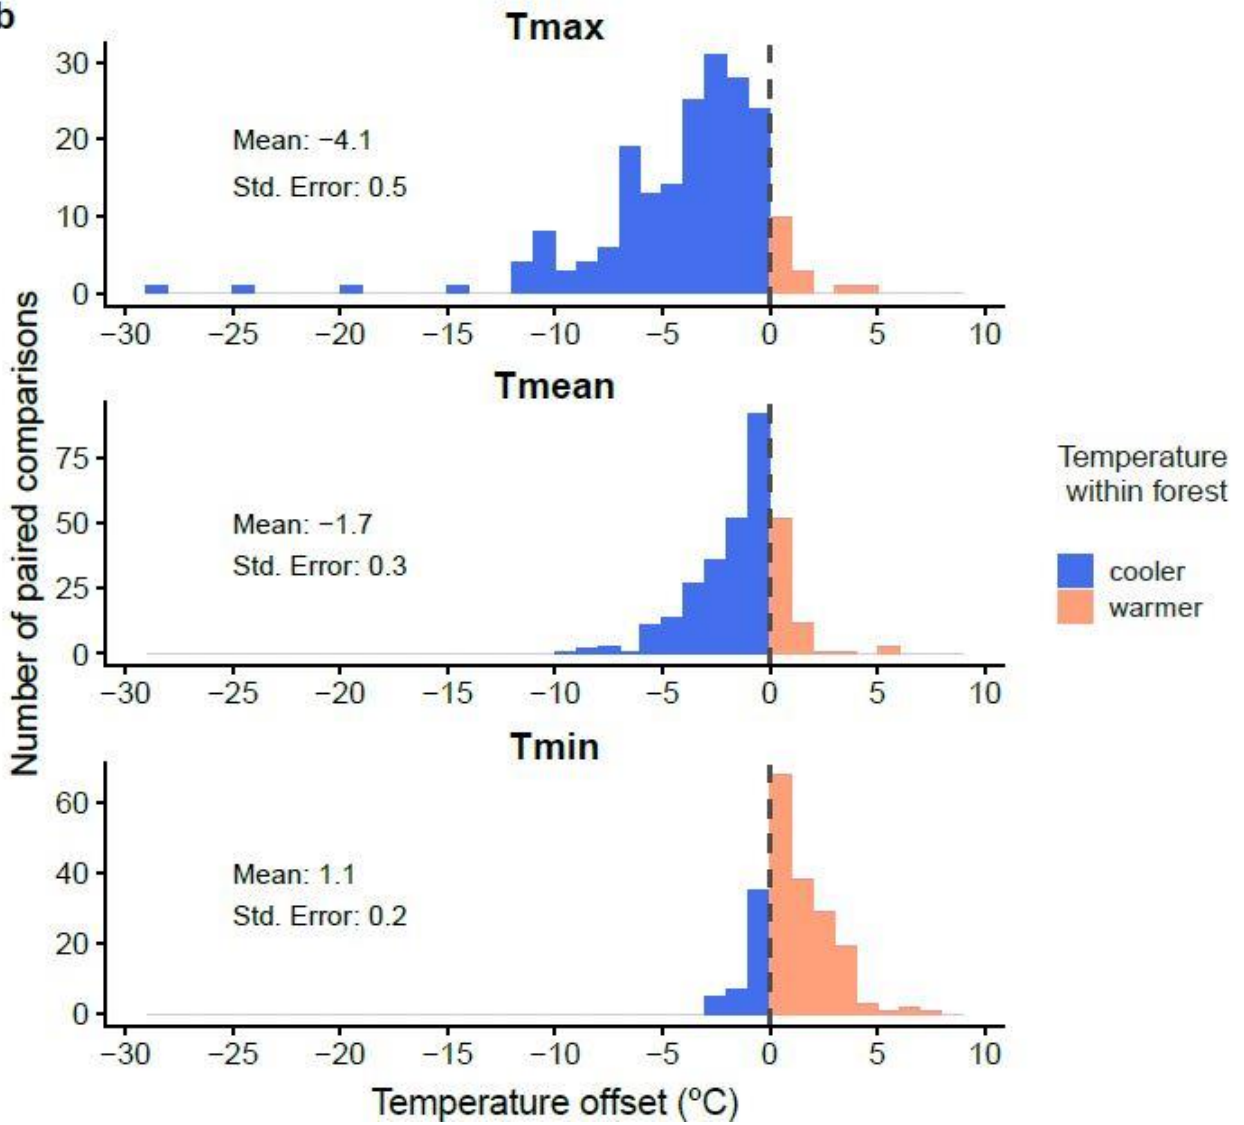 b
Tmax
30
20
10
0
Mean: −4.1
Std. Error: 0.5
−30 −25 −20 −15 −10 −5 0 5 10
Tmean
75
50
25
0
Mean: −1.7
Std. Error: 0.3
−30 −25 −20 −15 −10 −5 0 5 10
Tmin
60
40
20
0
Mean: 1.1
Std. Error: 0.2
−30 −25 −20 −15 −10 −5 0 5 10
Number of paired comparisons
Temperature offset (ºC)
Temperature
within forest
cooler
warmer